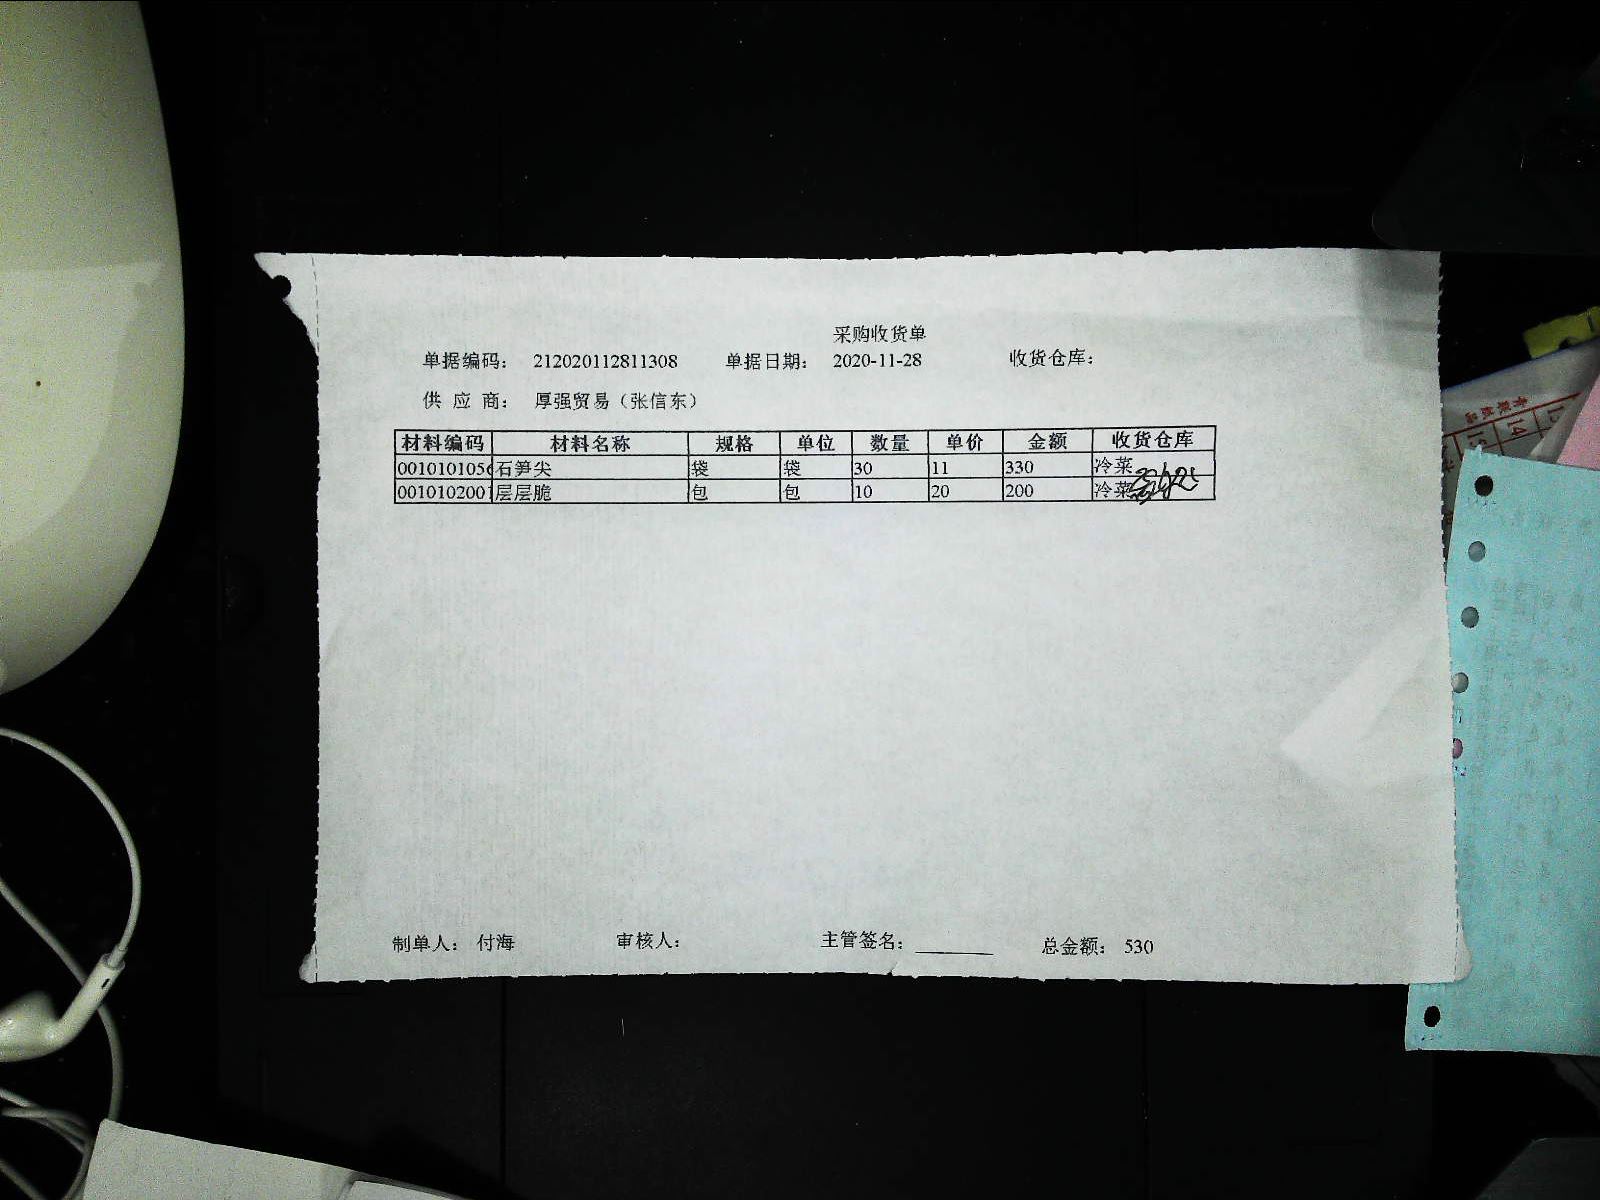 采购收货单
单据编码： 212020112811308 单据日期： 2020-11-28 收货仓库：
供 应 商： 厚强贸易（张信东）
材料编码 材料名称 规格 单位 数量 单价 金额 收货仓库
0010101056 石笋尖 袋 袋 30 11 330 冷菜
0010102001 层层脆 包 包 10 20 200 冷菜
制单人： 付海 审核人： 主管签名： 总金额： 530